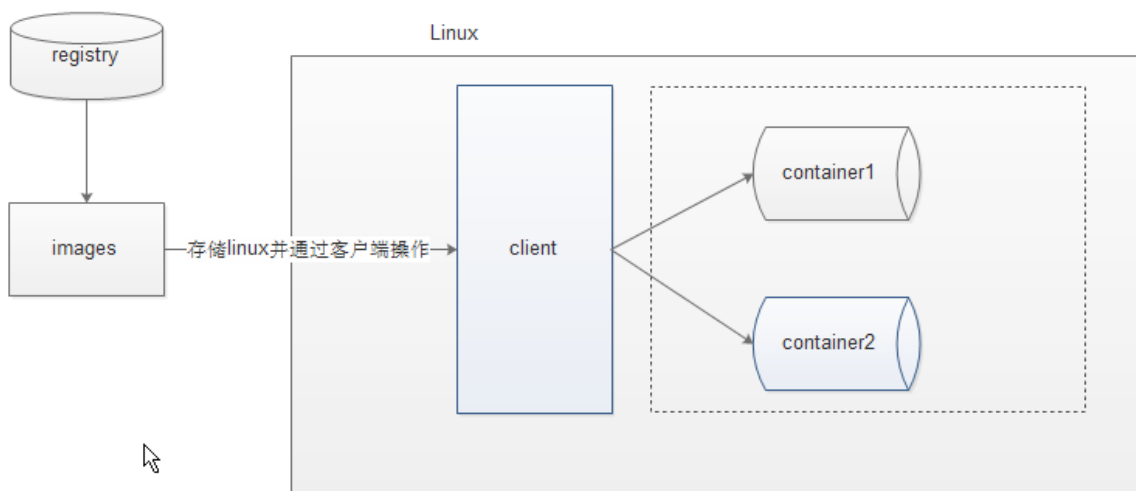 Linux
registry
container1
images
存储linux并通过客户端操作
client
container2